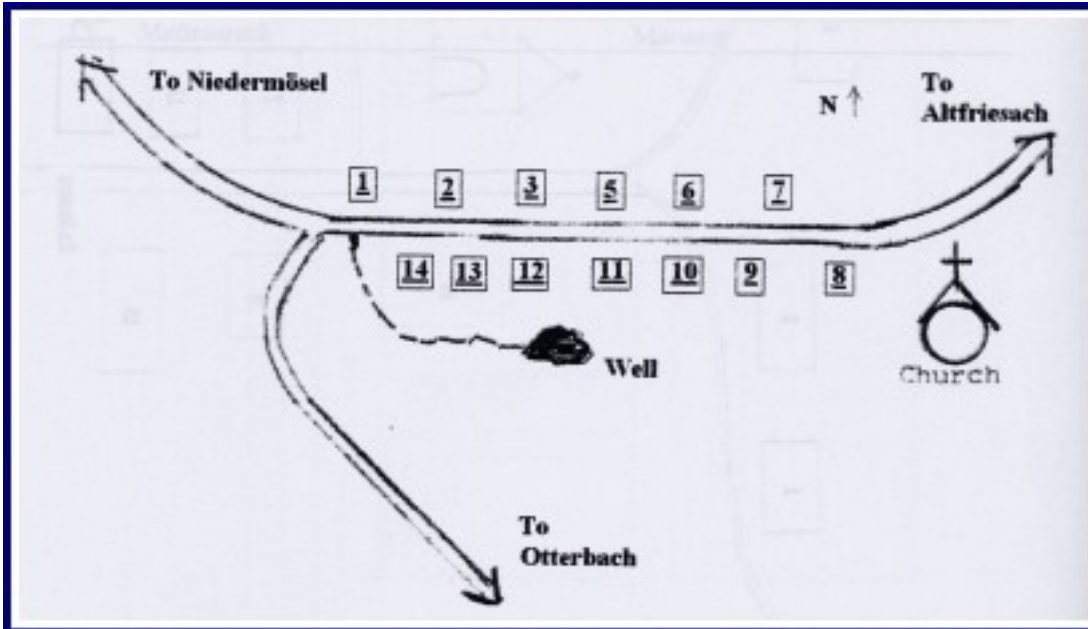 To Niedermösel
N
To
Altfriesach
1
2
3
5
6
7
14
13
12
11
10
9
8
Well
Church
To
Otterbach